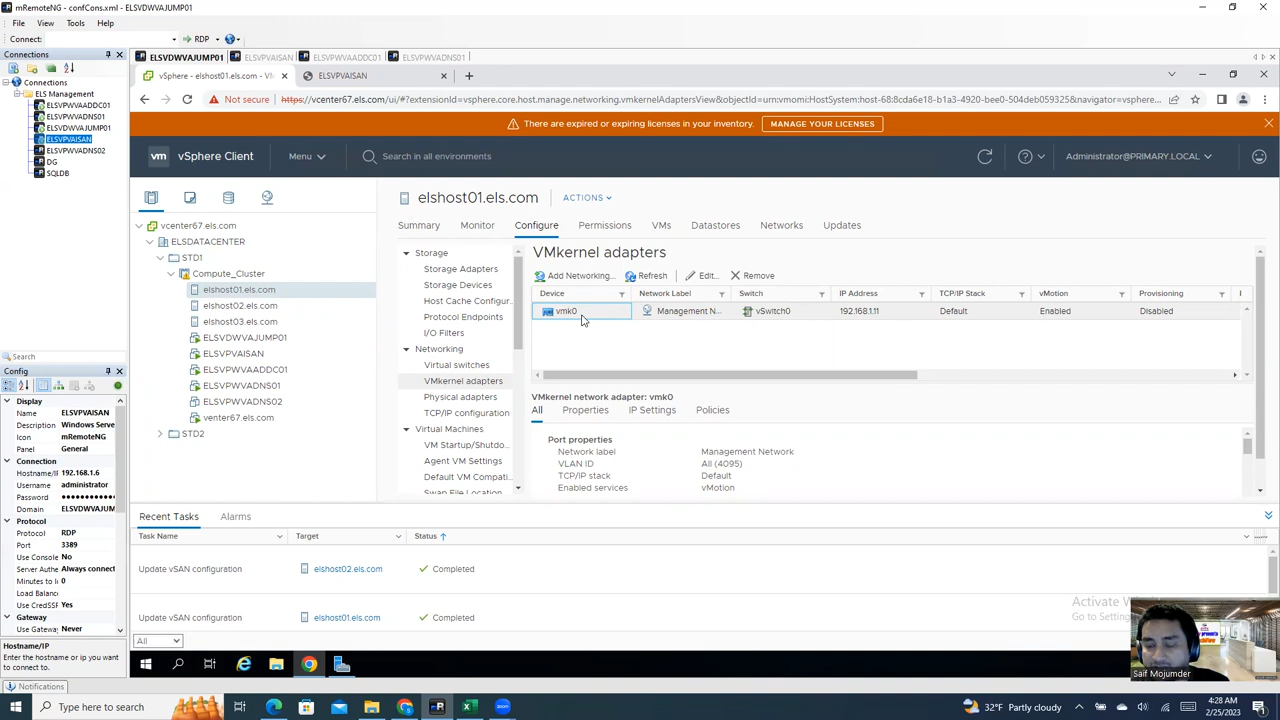 mRemoteNG - confCons.xml - ELSVDWVAJUMP01
File View Tools Help
Connect: RDP
Connections
Connections
ELS Management
ELSVPWVAADDC01
ELSVPWVADNS01
ELSVDWVAJUMP01
ELSVPVAISAN
ELSVPWVADNS02
DG
SQLDB
Search
Config
Display
Name ELSVPVAISAN
Description Windows Serve
Icon mRemoteNG
Panel General
Connection
Hostname/IP 192.168.1.6
Username administrator
Password ••••••••••••
Domain ELSVDWVAJUM
Protocol
Protocol RDP
Port 3389
Use Console No
Server Authe Always connect
Minutes to I 0
Load Balance
Use CredSSP Yes
Gateway
Use Gateway Never
Hostname/IP
Enter the hostname or ip you want to connect to.
Notifications
ELSVDWVAJUMP01 ELSVPVAISAN ELSVPWVAADDC01 ELSVPWVADNS01
vSphere - elshost01.els.com - VM ELSVPVAISAN
Not secure https://vcenter67.els.com/ui/#?extensionId=vsphere.core.host.manage.networking.vmkernelAdaptersView&objectId=urn:vmomi:HostSystem:host-68:8cda6e18-b1a3-4920-bee0-504deb059325&navigator=vsphere...
There are expired or expiring licenses in your inventory. MANAGE YOUR LICENSES
vm vSphere Client Menu Search in all environments Administrator@PRIMARY.LOCAL
vcenter67.els.com
ELSDATACENTER
STD1
Compute_Cluster
elshost01.els.com
elshost02.els.com
elshost03.els.com
ELSVDWVAJUMP01
ELSVPVAISAN
ELSVPWVAADDC01
ELSVPWVADNS01
ELSVPWVADNS02
venter67.els.com
STD2
elshost01.els.com ACTIONS
Summary Monitor Configure Permissions VMs Datastores Networks Updates
Storage
Storage Adapters
Storage Devices
Host Cache Configur...
Protocol Endpoints
I/O Filters
Networking
Virtual switches
VMkernel adapters
Physical adapters
TCP/IP configuration
Virtual Machines
VM Startup/Shutdo...
Agent VM Settings
Default VM Compati...
Swap File Location
VMkernel adapters
Add Networking... Refresh Edit... Remove
Device Network Label Switch IP Address TCP/IP Stack vMotion Provisioning
vmk0 Management N... vSwitch0 192.168.1.11 Default Enabled Disabled
VMkernel network adapter: vmk0
All Properties IP Settings Policies
Port properties
Network label Management Network
VLAN ID All (4095)
TCP/IP stack Default
Enabled services vMotion
Recent Tasks Alarms
Task Name Target Status
Update vSAN configuration elshost02.els.com Completed
Update vSAN configuration elshost01.els.com Completed
All
Activate
Go to Setting
Saif Mojumder
Type here to search
32°F Partly cloudy
4:28 AM
2/25/2023